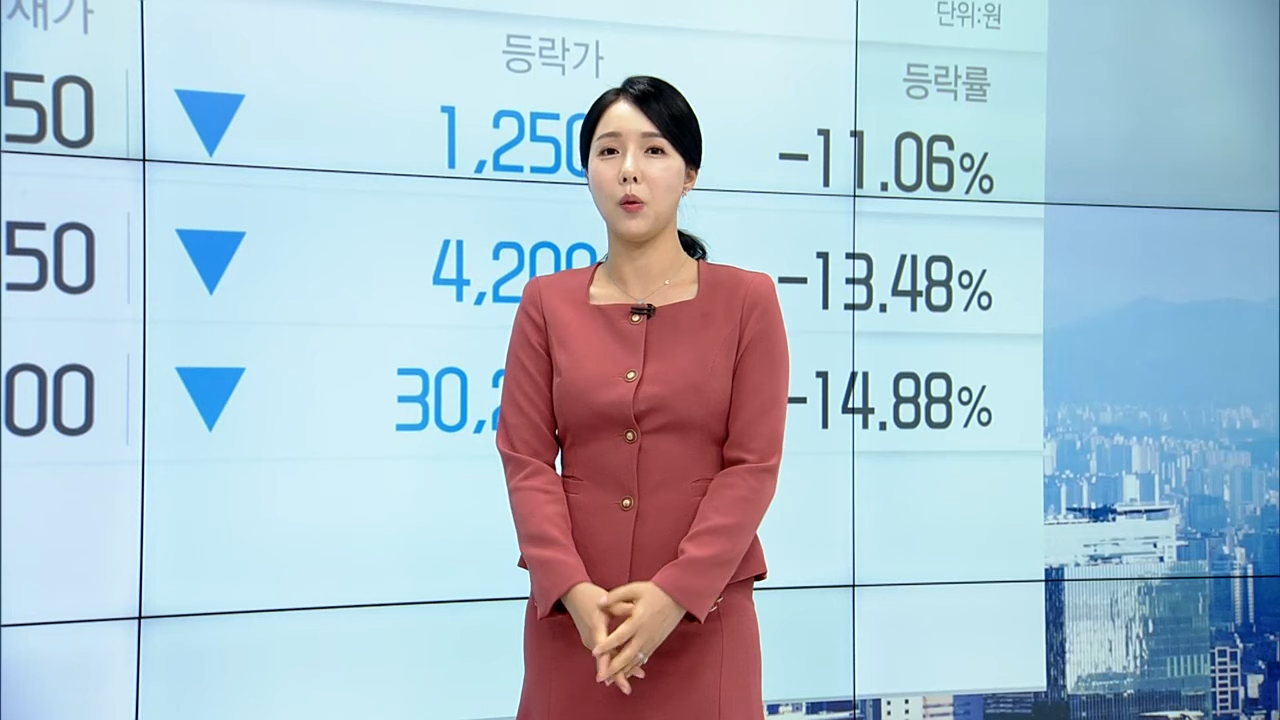 단위:원
재가 등락가 등락률
50 ▼ 1,250 -11.06%
50 ▼ 4,200 -13.48%
00 ▼ 30,2 -14.88%